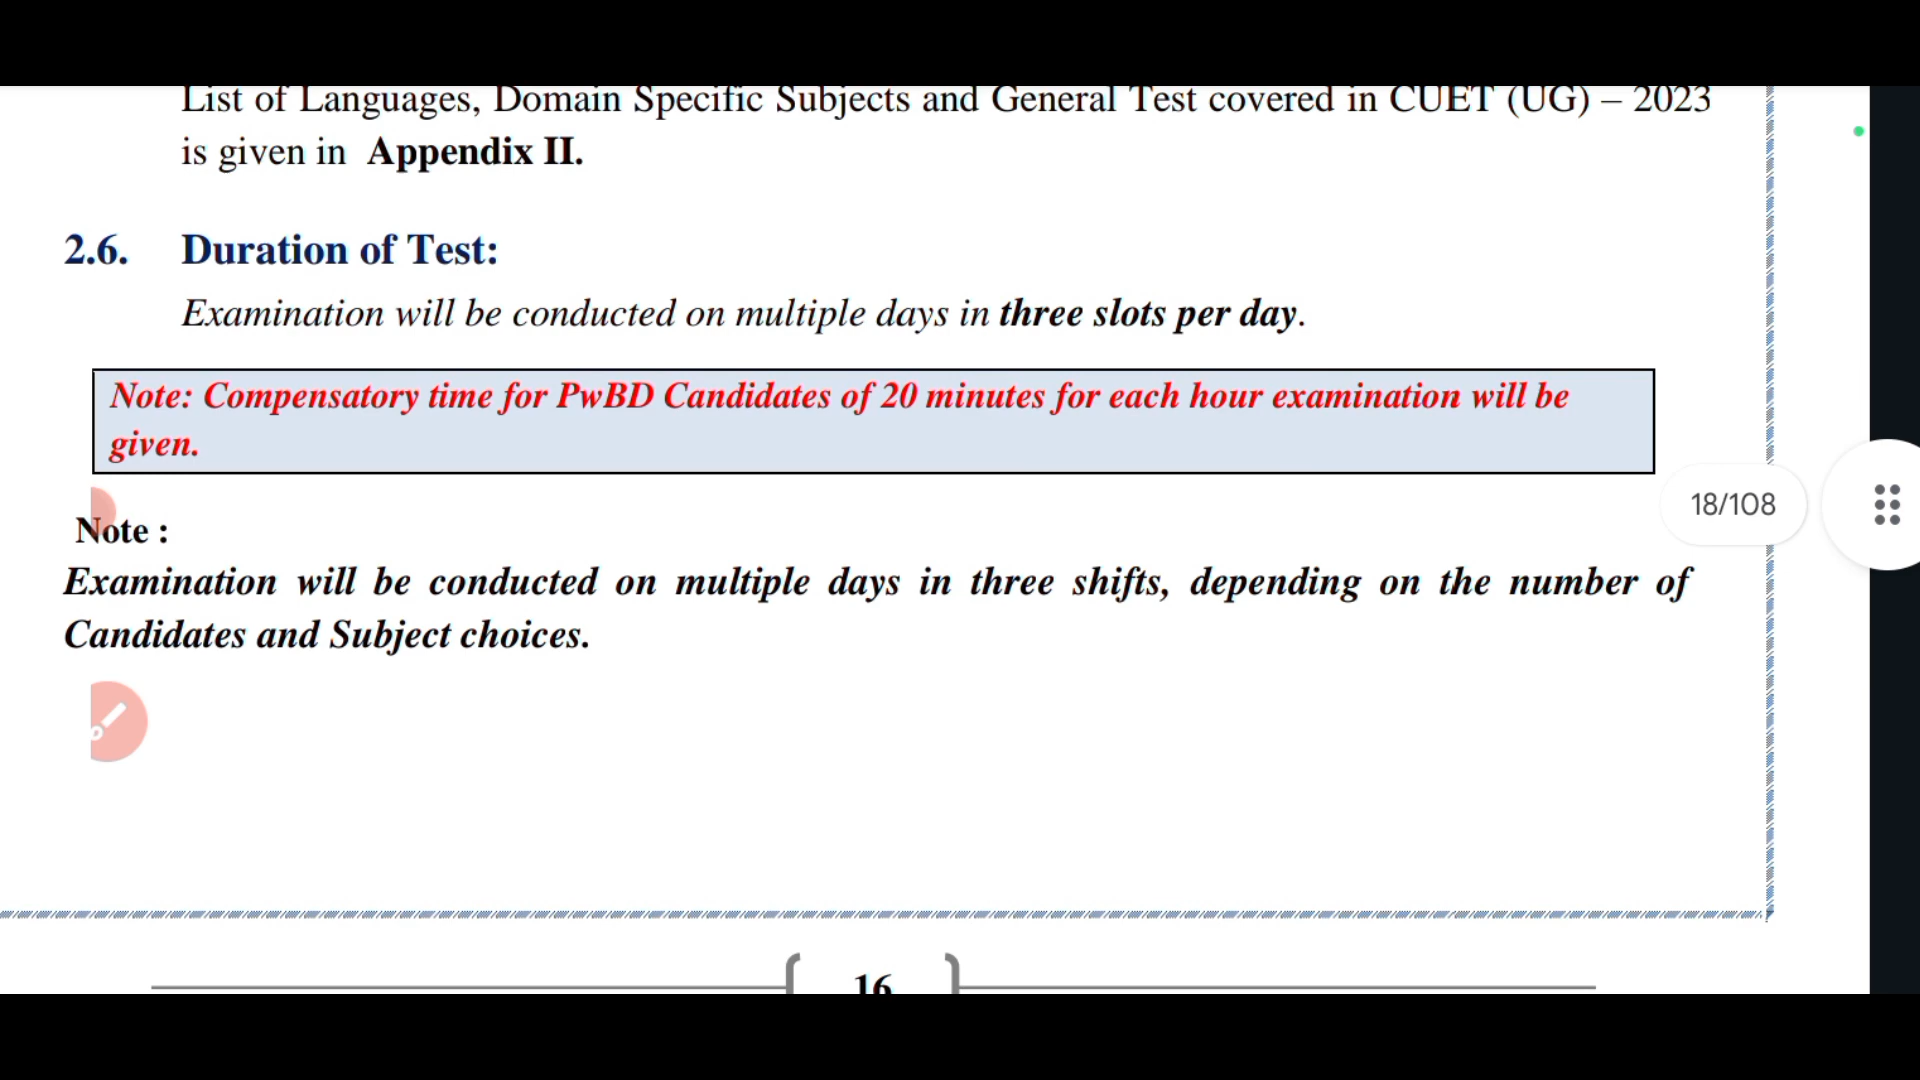 List of Languages, Domain Specific Subjects and General Test covered in CUET (UG) – 2023
is given in Appendix II.
2.6. Duration of Test:
Examination will be conducted on multiple days in three slots per day.
Note: Compensatory time for PwBD Candidates of 20 minutes for each hour examination will be
given.
18/108
Note :
Examination will be conducted on multiple days in three shifts, depending on the number of
Candidates and Subject choices.
16